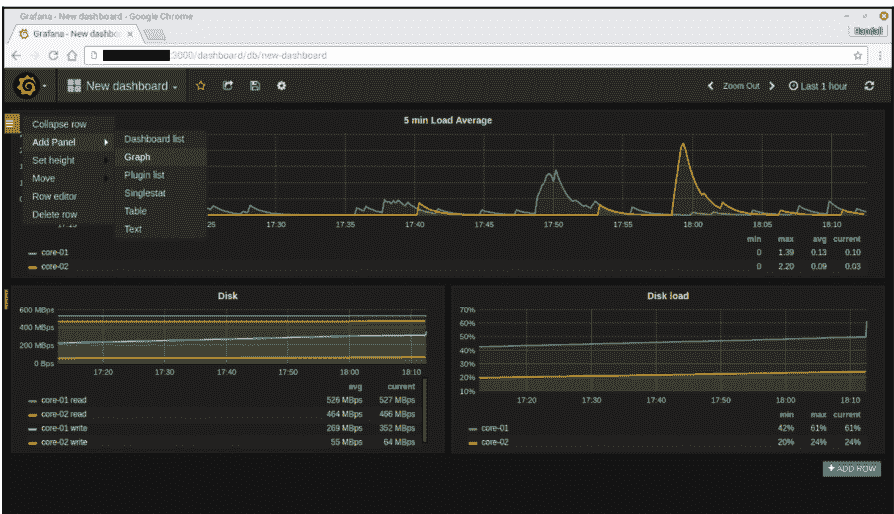 Grafana - New dashboard - Google Chrome
Grafana - New dashbo
Randall
:3000/dashboard/db/new-dashboard
New dashboard
Zoom Out
Last 1 hour
5 min Load Average
Collapse row
Add Panel
Set height
Move
Row editor
Delete row
Dashboard list
Graph
Plugin list
Singlestat
Table
Text
17:30 17:35 17:40 17:45 17:50 17:55 18:00 18:05 18:10
min max avg current
core-01 0 1.39 0.13 0.10
core-02 0 2.20 0.09 0.03
Disk
600 MBps
400 MBps
200 MBps
0 Bps
17:20 17:30 17:40 17:50 18:00 18:10
avg current
core-01 read 526 MBps 527 MBps
core-02 read 464 MBps 466 MBps
core-01 write 269 MBps 352 MBps
core-02 write 55 MBps 64 MBps
Disk load
70%
60%
50%
40%
30%
20%
10%
17:20 17:30 17:40 17:50 18:00 18:10
min max current
core-01 42% 61% 61%
core-02 20% 24% 24%
+ ADD ROW